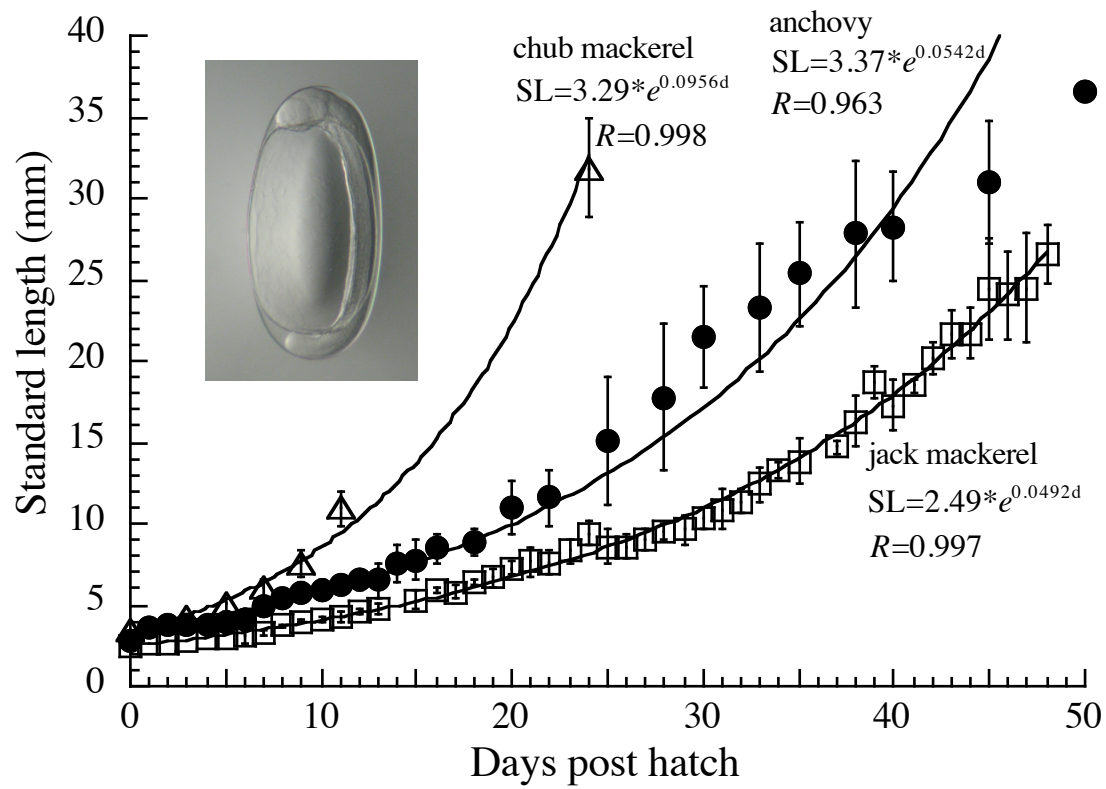 40
35
30
25
20
15
10
5
0
Standard length (mm)
chub mackerel
SL=3.29*e^0.0956d
R=0.998
anchovy
SL=3.37*e^0.0542d
R=0.963
jack mackerel
SL=2.49*e^0.0492d
R=0.997
0 10 20 30 40 50
Days post hatch